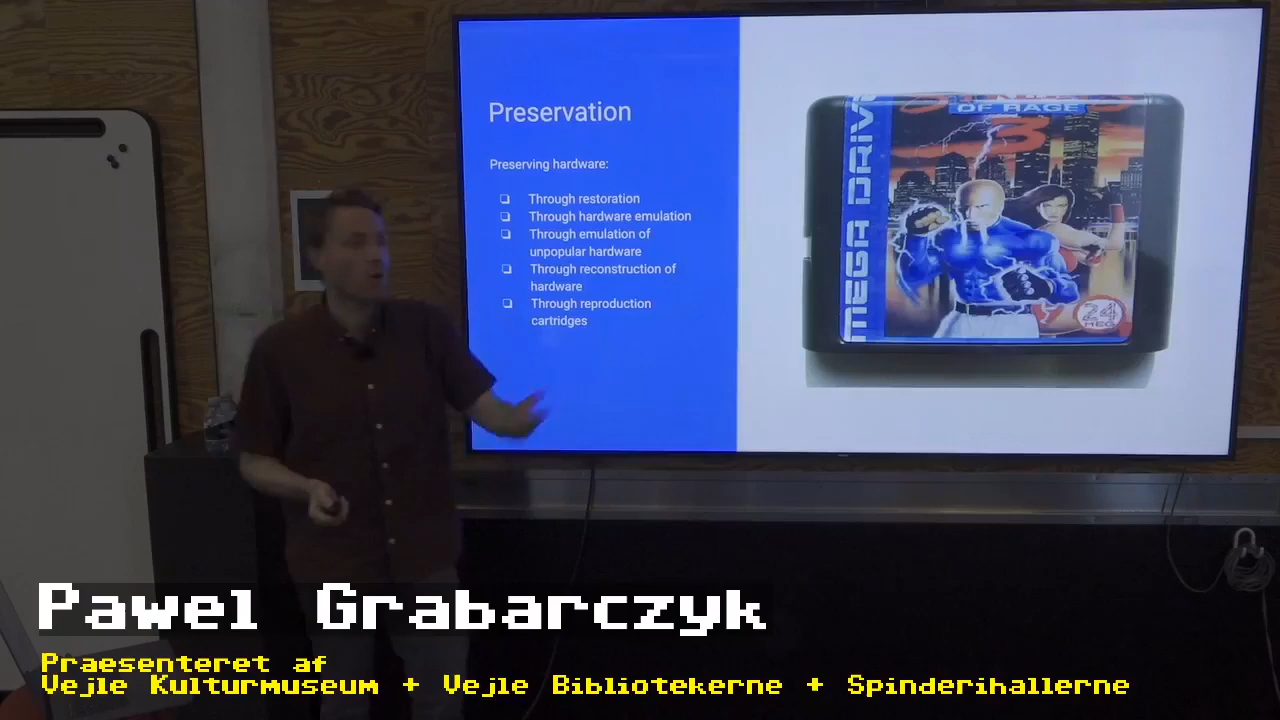 Preservation
Preserving hardware:
Through restoration
Through hardware emulation
Through emulation of
unpopular hardware
Through reconstruction of
hardware
Through reproduction
cartridges
OF RAGE
3
MEGA DRIVE
24
MEG
Pawel Grabarczyk
Praesenteret af
Vejle Kulturmuseum + Vejle Bibliotekerne + Spinderihallerne